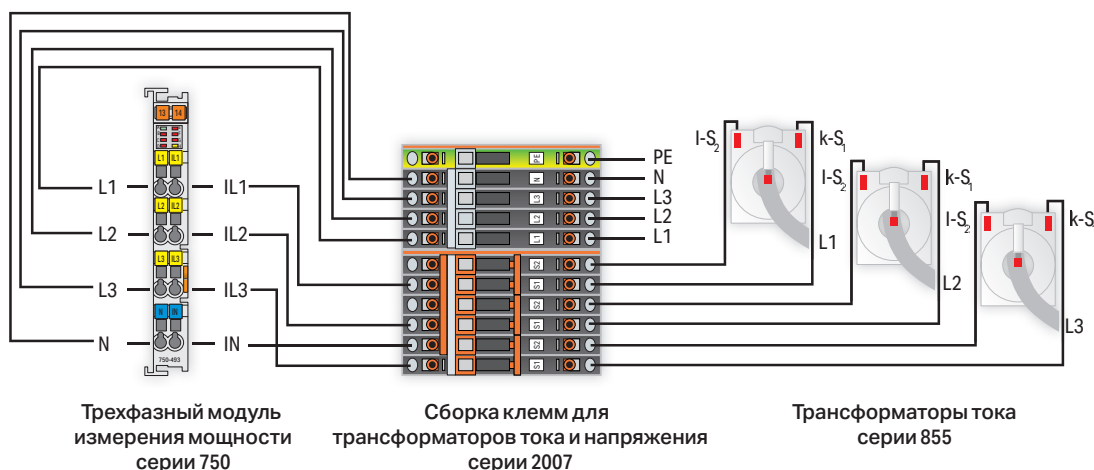 13 14
L1 IL1
L2 IL2
L3 IL3
N IN
750-493
L1
L2
L3
N
IL1
IL2
IL3
IN
PE
N
L3
L2
L1
S2
S1
S2
S1
S2
S1
PE
N
L3
L2
L1
l-S₂
k-S₁
L1
l-S₂
k-S₁
L2
l-S₂
k-S
L3
Трехфазный модуль
измерения мощности
серии 750
Сборка клемм для
трансформаторов тока и напряжения
серии 2007
Трансформаторы тока
серии 855